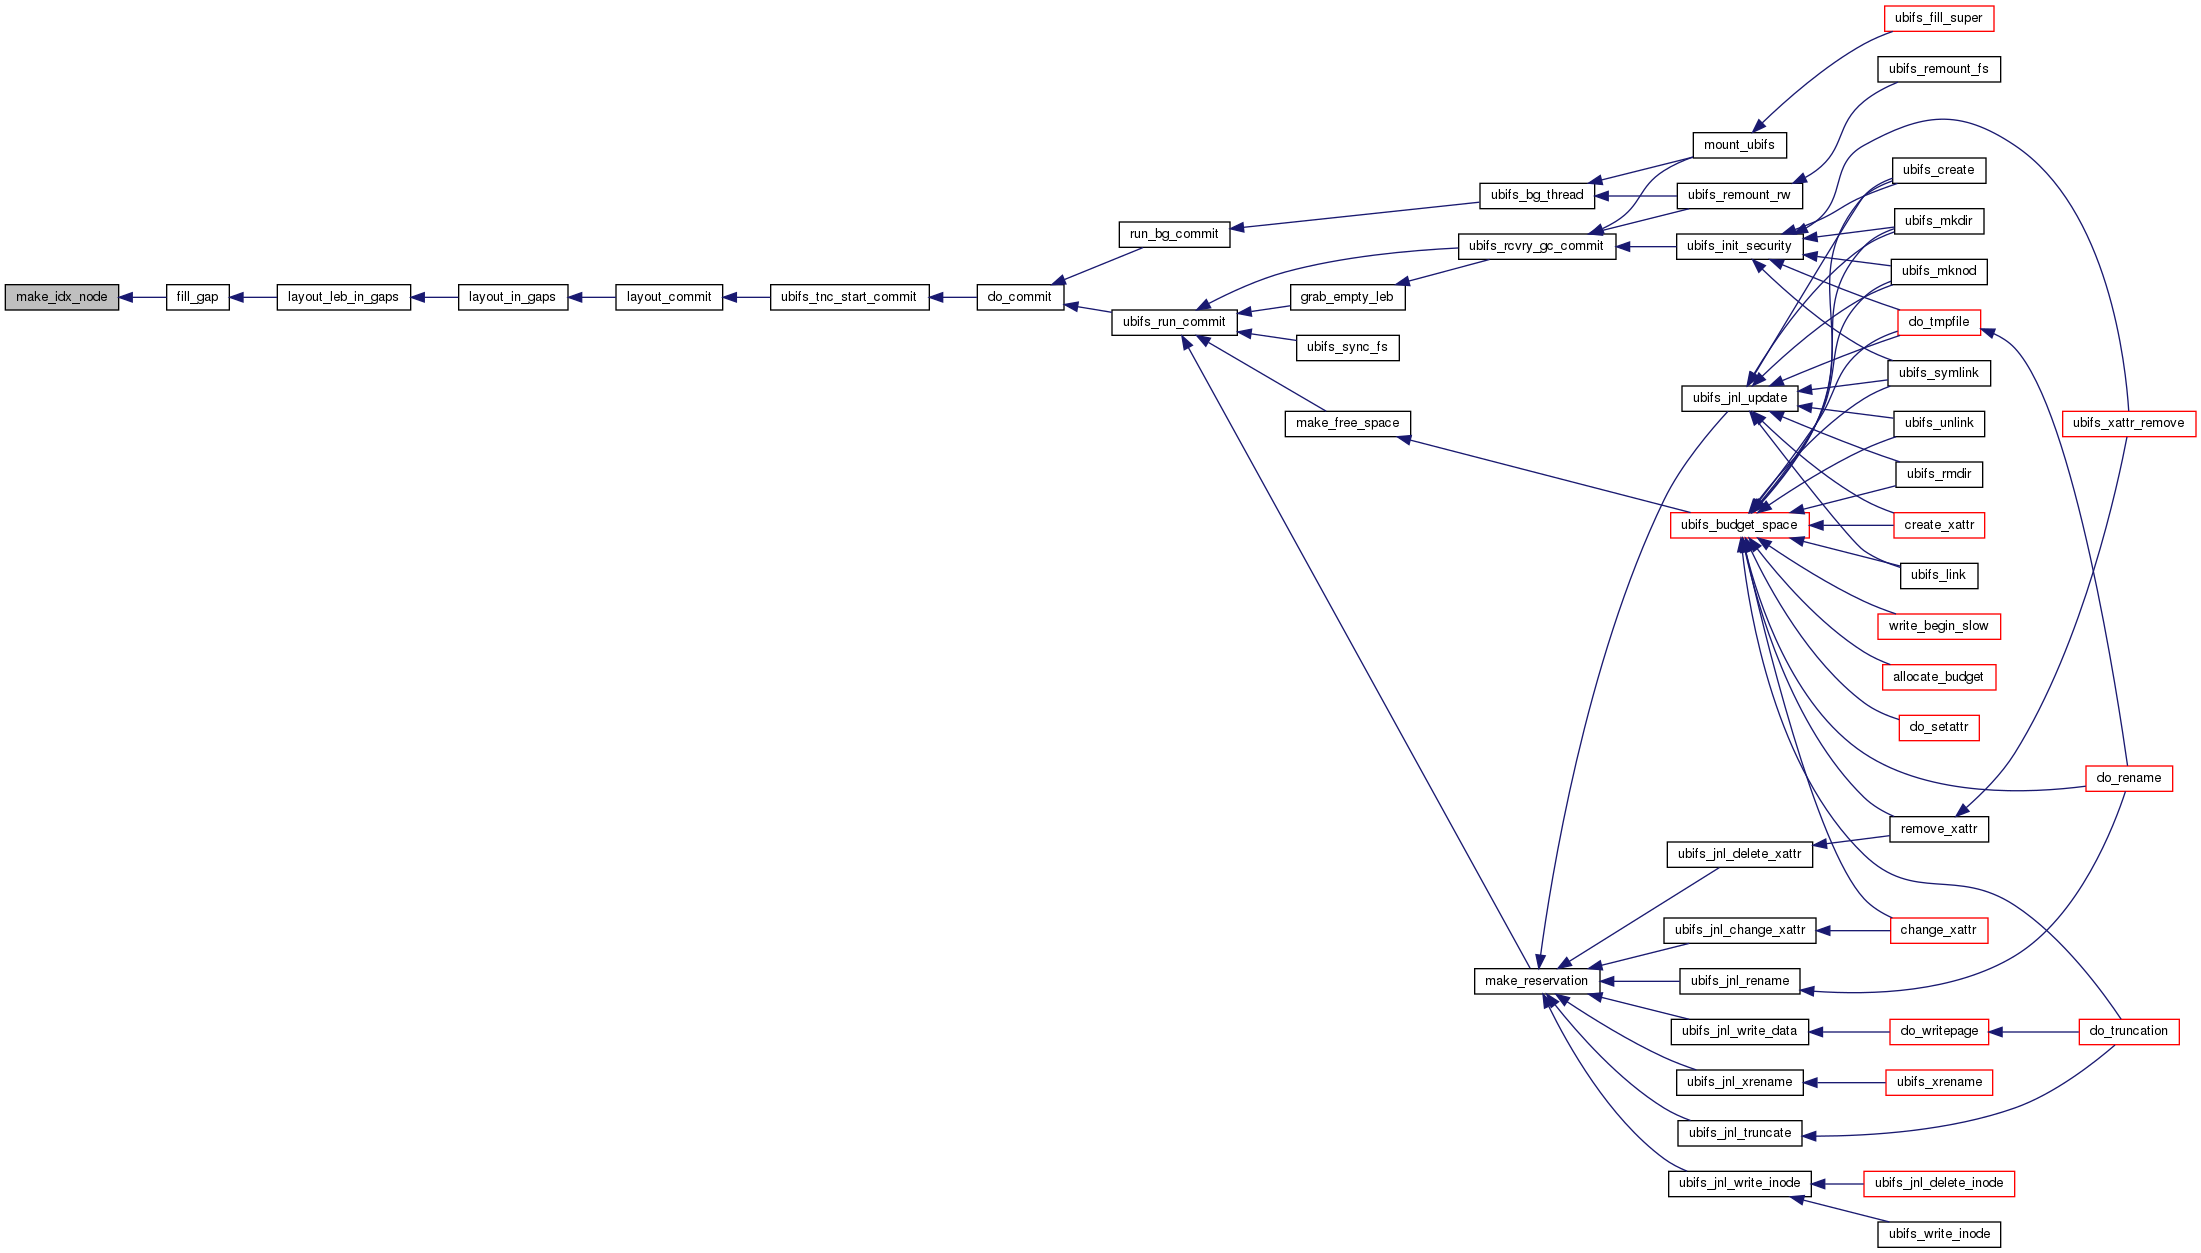 make_idx_node
fill_gap
layout_leb_in_gaps
layout_in_gaps
layout_commit
ubifs_tnc_start_commit
do_commit
run_bg_commit
ubifs_run_commit
ubifs_bg_thread
ubifs_rcvry_gc_commit
grab_empty_leb
ubifs_sync_fs
make_free_space
make_reservation
mount_ubifs
ubifs_remount_rw
ubifs_init_security
ubifs_jnl_update
ubifs_budget_space
ubifs_jnl_delete_xattr
ubifs_jnl_change_xattr
ubifs_jnl_rename
ubifs_jnl_write_data
ubifs_jnl_xrename
ubifs_jnl_truncate
ubifs_jnl_write_inode
ubifs_fill_super
ubifs_remount_fs
ubifs_create
ubifs_mkdir
ubifs_mknod
do_tmpfile
ubifs_symlink
ubifs_unlink
ubifs_rmdir
create_xattr
ubifs_link
write_begin_slow
allocate_budget
do_setattr
remove_xattr
change_xattr
do_writepage
ubifs_xrename
ubifs_jnl_delete_inode
ubifs_write_inode
ubifs_xattr_remove
do_rename
do_truncation